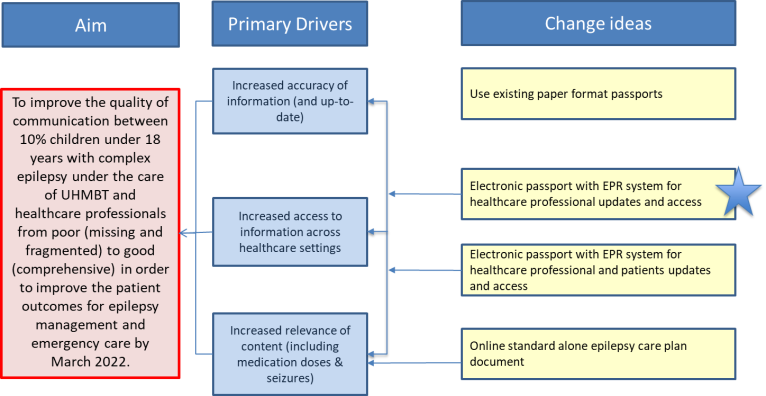 Aim
Primary Drivers
Change ideas
To improve the quality of
communication between
10% children under 18
years with complex
epilepsy under the care
of UHMBT and
healthcare professionals
from poor (missing and
fragmented) to good
(comprehensive) in order
to improve the patient
outcomes for epilepsy
management and
emergency care by
March 2022.
Increased accuracy of
information (and up-to-
date)
Increased access to
information across
healthcare settings
Increased relevance of
content (including
medication doses &
seizures)
Use existing paper format passports
Electronic passport with EPR system for
healthcare professional updates and access
Electronic passport with EPR system for
healthcare professional and patients updates
and access
Online standard alone epilepsy care plan
document